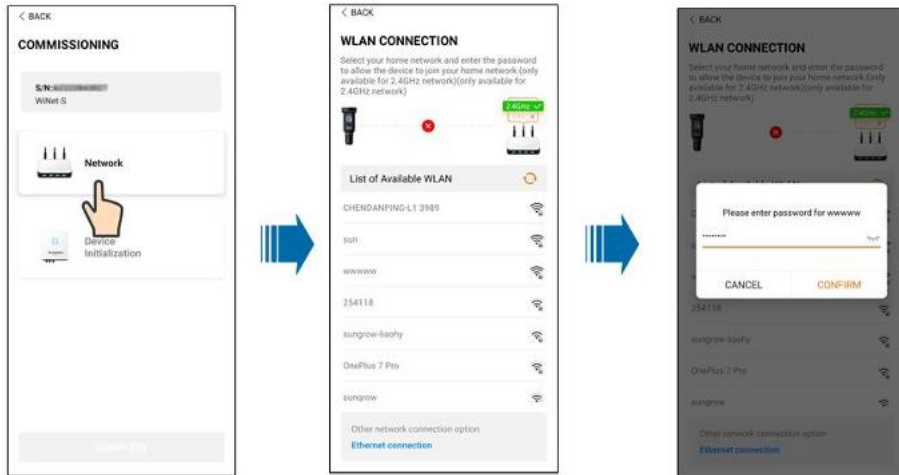 < BACK
COMMISSIONING
S/N:
WiNet-S
Network
Device
Initialization
COMPLETE
< BACK
WLAN CONNECTION
Select your home network and enter the password
to allow the device to join your home network.(only
available for 2.4GHz network)(only available for
2.4GHz network)
2.4GHz
List of Available WLAN
CHENDANPING-L1 3989
sun
wwwww
254118
sungrow-liaohy
OnePlus 7 Pro
sungrow
Other network connection option
Ethernet connection
< BACK
WLAN CONNECTION
Select your home network and enter the password
to allow the device to join your home network.(only
available for 2.4GHz network)(only available for
2.4GHz network)
2.4GHz
Please enter password for wwwww
CANCEL
CONFIRM
254118
sungrow-liaohy
OnePlus 7 Pro
sungrow
Other network connection option
Ethernet connection